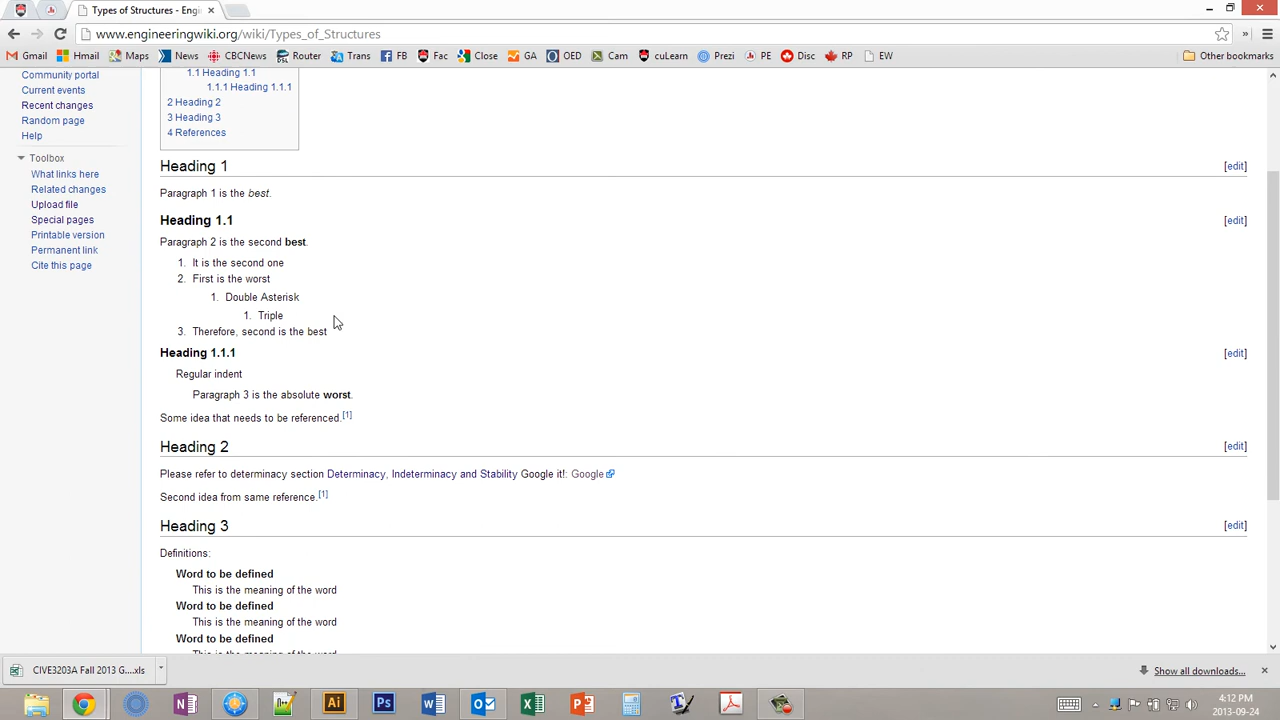 Types of Structures - Eng
www.engineeringwiki.org/wiki/Types_of_Structures
Gmail Hmail Maps News CBCNews Router Trans FB Fac Close GA OED Cam cuLearn Prezi PE Disc RP EW Other bookmarks
Community portal
Current events
Recent changes
Random page
Help
Toolbox
What links here
Related changes
Upload file
Special pages
Printable version
Permanent link
Cite this page
1.1 Heading 1.1
1.1.1 Heading 1.1.1
2 Heading 2
3 Heading 3
4 References
Heading 1 [edit]
Paragraph 1 is the best.
Heading 1.1 [edit]
Paragraph 2 is the second best.
1. It is the second one
2. First is the worst
1. Double Asterisk
1. Triple
3. Therefore, second is the best
Heading 1.1.1 [edit]
Regular indent
Paragraph 3 is the absolute worst.
Some idea that needs to be referenced.[1]
Heading 2 [edit]
Please refer to determinacy section Determinacy, Indeterminacy and Stability Google it!: Google
Second idea from same reference.[1]
Heading 3 [edit]
Definitions:
Word to be defined
This is the meaning of the word
Word to be defined
This is the meaning of the word
Word to be defined
This is the meaning of the word
CIVE3203A Fall 2013 G....xls
Show all downloads...
4:12 PM
2013-09-24